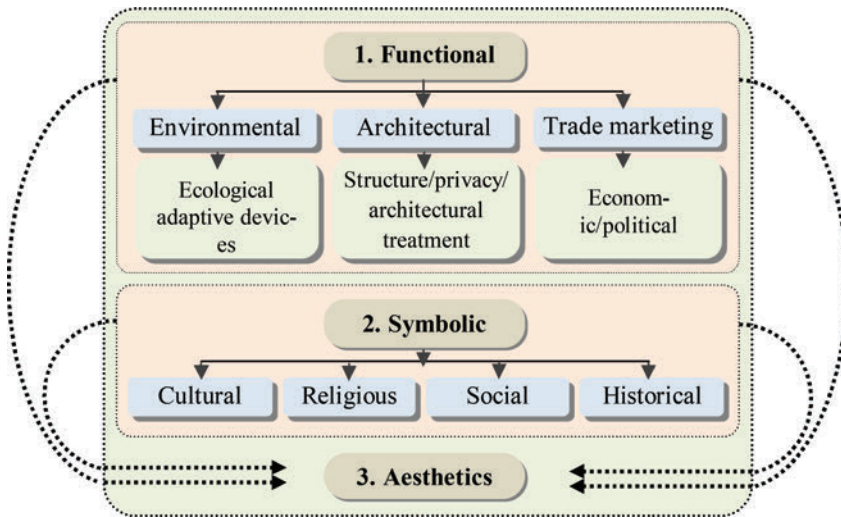 1. Functional
Environmental
Architectural
Trade marketing
Ecological
adaptive devic-
es
Structure/privacy/
architectural
treatment
Econom-
ic/political
2. Symbolic
Cultural
Religious
Social
Historical
3. Aesthetics